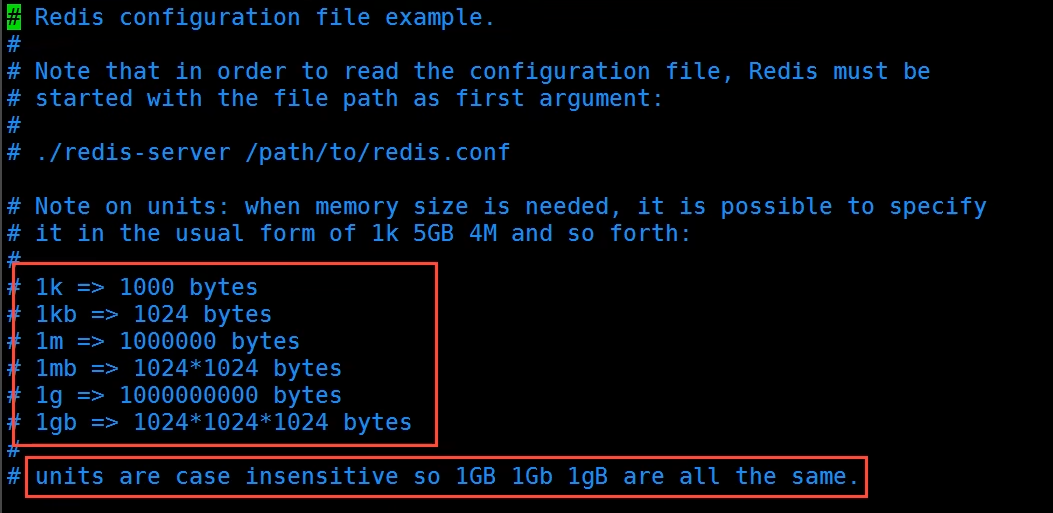 # Redis configuration file example.
#
# Note that in order to read the configuration file, Redis must be
# started with the file path as first argument:
#
# ./redis-server /path/to/redis.conf

# Note on units: when memory size is needed, it is possible to specify
# it in the usual form of 1k 5GB 4M and so forth:
#
# 1k => 1000 bytes
# 1kb => 1024 bytes
# 1m => 1000000 bytes
# 1mb => 1024*1024 bytes
# 1g => 1000000000 bytes
# 1gb => 1024*1024*1024 bytes
#
# units are case insensitive so 1GB 1Gb 1gB are all the same.